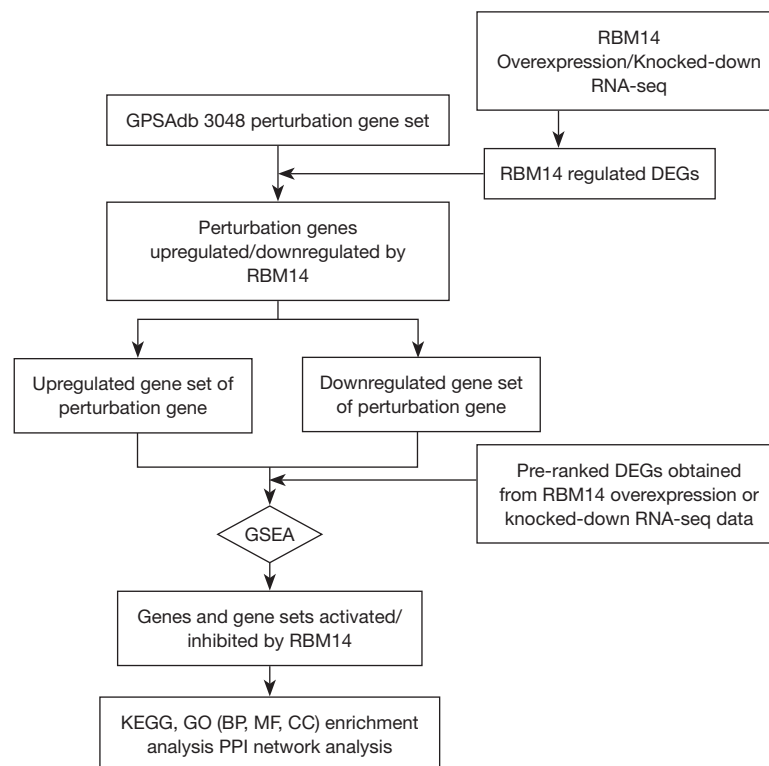 RBM14
Overexpression/Knocked-down
RNA-seq
GPSAdb 3048 perturbation gene set
RBM14 regulated DEGs
Perturbation genes
upregulated/downregulated by
RBM14
Upregulated gene set of
perturbation gene
Downregulated gene set
of perturbation gene
Pre-ranked DEGs obtained
from RBM14 overexpression or
knocked-down RNA-seq data
GSEA
Genes and gene sets activated/
inhibited by RBM14
KEGG, GO (BP, MF, CC) enrichment
analysis PPI network analysis